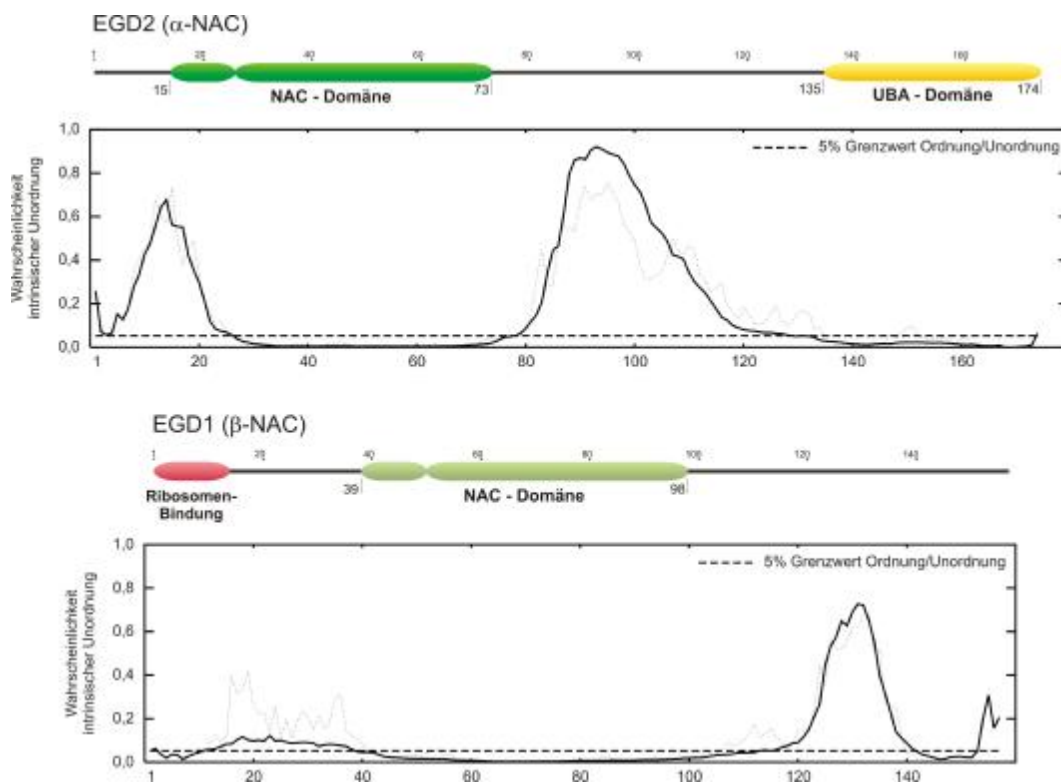 EGD2 (α-NAC)
1 20 40 60 80 100 120 140 160
15 73 135 174
NAC - Domäne UBA - Domäne
1,0
0,8
0,6
0,4
0,2
0,0
Wahrscheinlichkeit
intrinsischer Unordnung
5% Grenzwert Ordnung/Unordnung
1 20 40 60 80 100 120 140 160
EGD1 (β-NAC)
1 20 40 60 80 100 120 140
39 98
Ribosomen-
Bindung
NAC - Domäne
1,0
0,8
0,6
0,4
0,2
0,0
Wahrscheinlichkeit
intrinsischer Unordnung
5% Grenzwert Ordnung/Unordnung
1 20 40 60 80 100 120 140